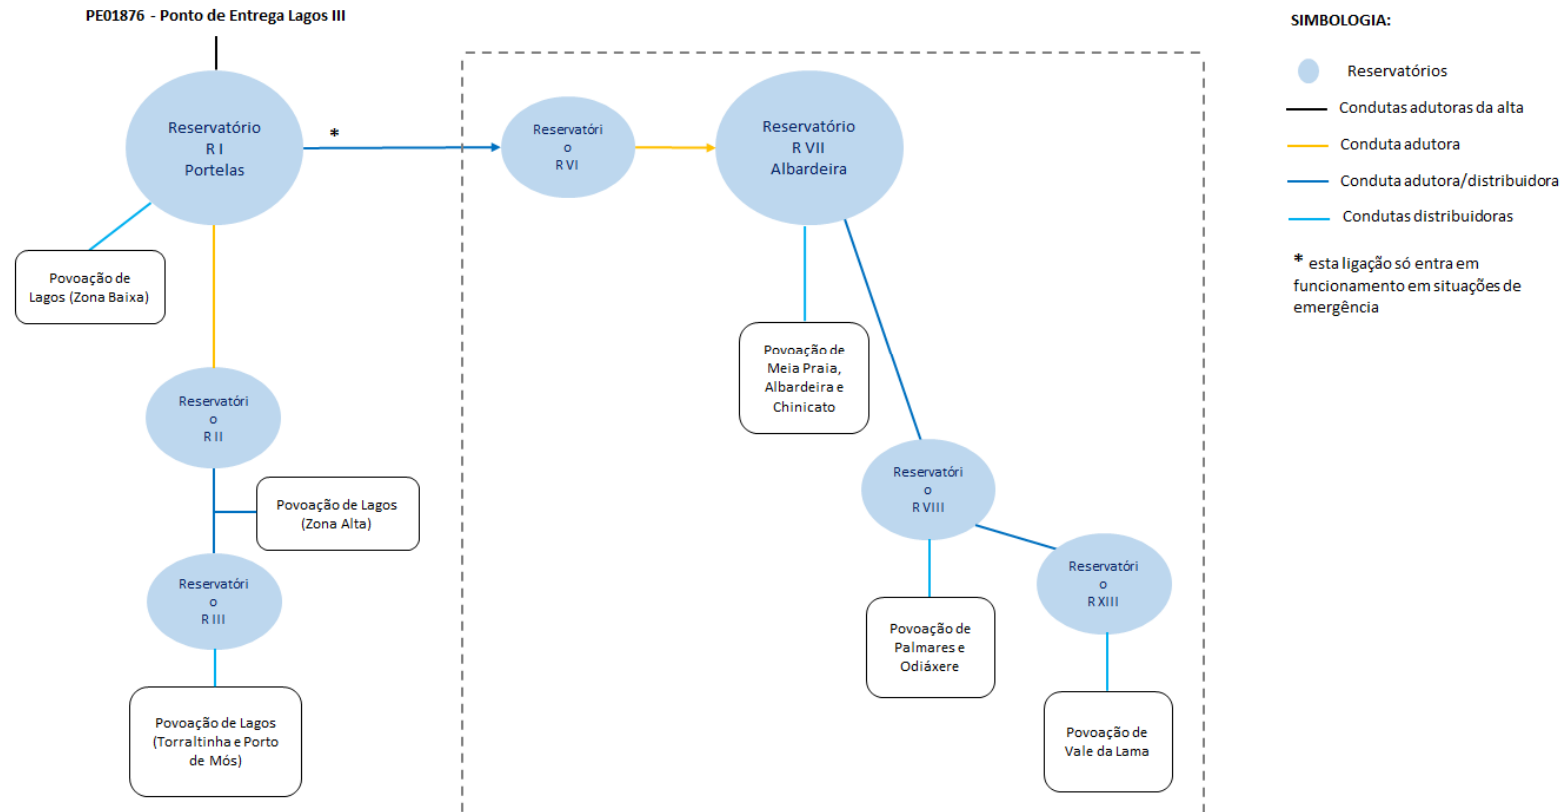 PE01876 - Ponto de Entrega Lagos III
Reservatório
R I
Portelas
*
Reservatóri
o
R VI
Reservatório
R VII
Albardeira
Povoação de
Lagos (Zona Baixa)
Povoação de
Meia Praia,
Albardeira e
Chinicato
Reservatóri
o
R II
Povoação de Lagos
(Zona Alta)
Reservatóri
o
R III
Povoação de Lagos
(Torraltinha e Porto
de Mós)
Reservatóri
o
R VIII
Reservatóri
o
R XIII
Povoação de
Palmares e
Odiáxere
Povoação de
Vale da Lama
SIMBOLOGIA:
Reservatórios
Condutas adutoras da alta
Conduta adutora
Conduta adutora/distribuidora
Condutas distribuidoras
* esta ligação só entra em
funcionamento em situações de
emergência